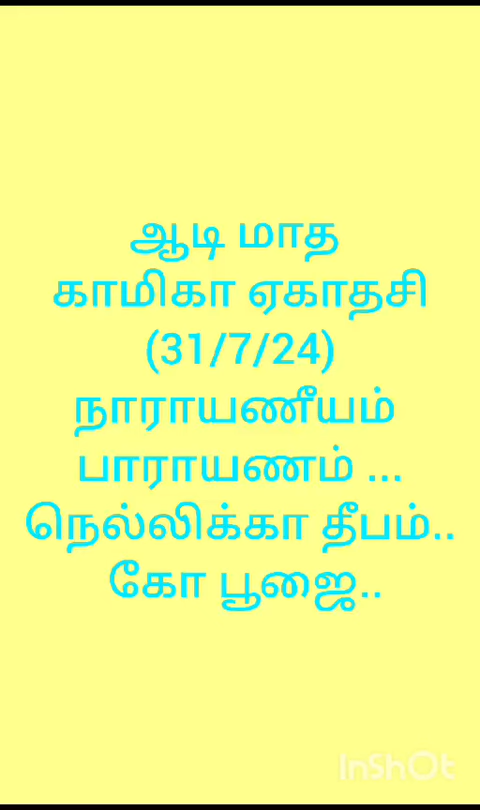 ஆடி மாத
காமிகா ஏகாதசி
(31/7/24)
நாராயணீயம்
பாராயணம் ...
நெல்லிக்கா தீபம்..
கோ பூஜை..
InShOt